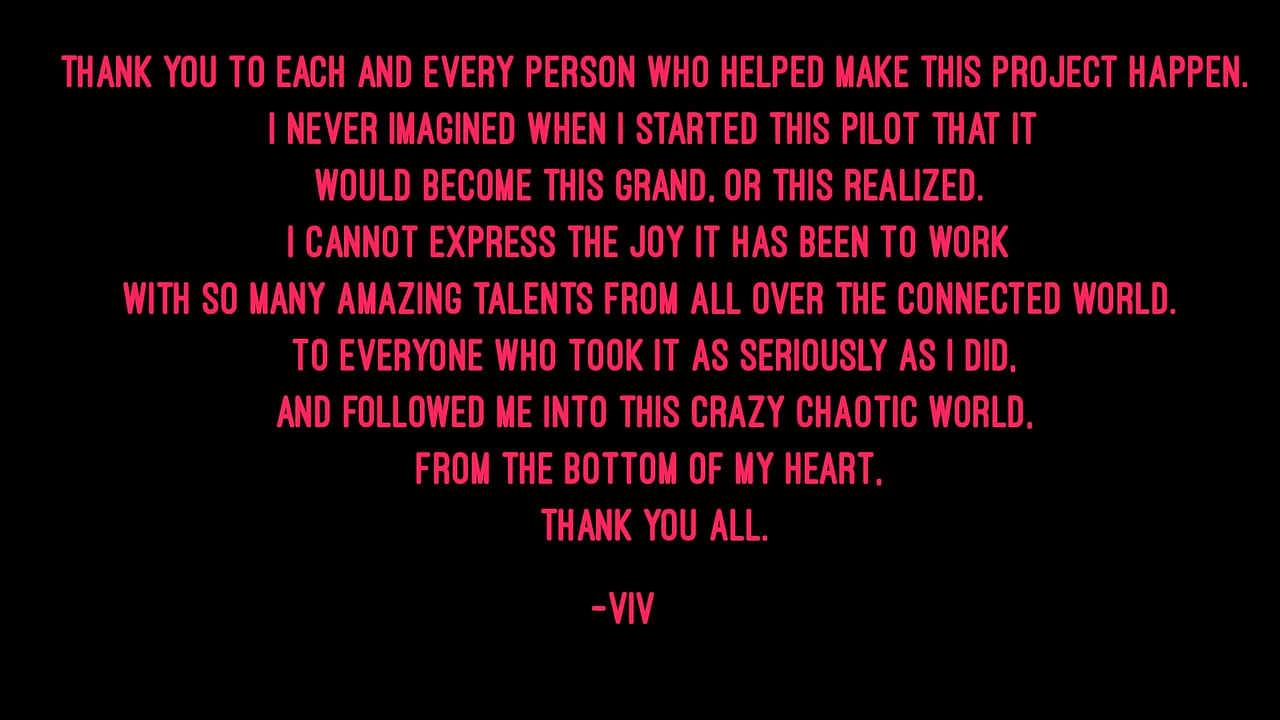 THANK YOU TO EACH AND EVERY PERSON WHO HELPED MAKE THIS PROJECT HAPPEN.
I NEVER IMAGINED WHEN I STARTED THIS PILOT THAT IT
WOULD BECOME THIS GRAND, OR THIS REALIZED.
I CANNOT EXPRESS THE JOY IT HAS BEEN TO WORK
WITH SO MANY AMAZING TALENTS FROM ALL OVER THE CONNECTED WORLD.
TO EVERYONE WHO TOOK IT AS SERIOUSLY AS I DID,
AND FOLLOWED ME INTO THIS CRAZY CHAOTIC WORLD,
FROM THE BOTTOM OF MY HEART,
THANK YOU ALL.
-VIV